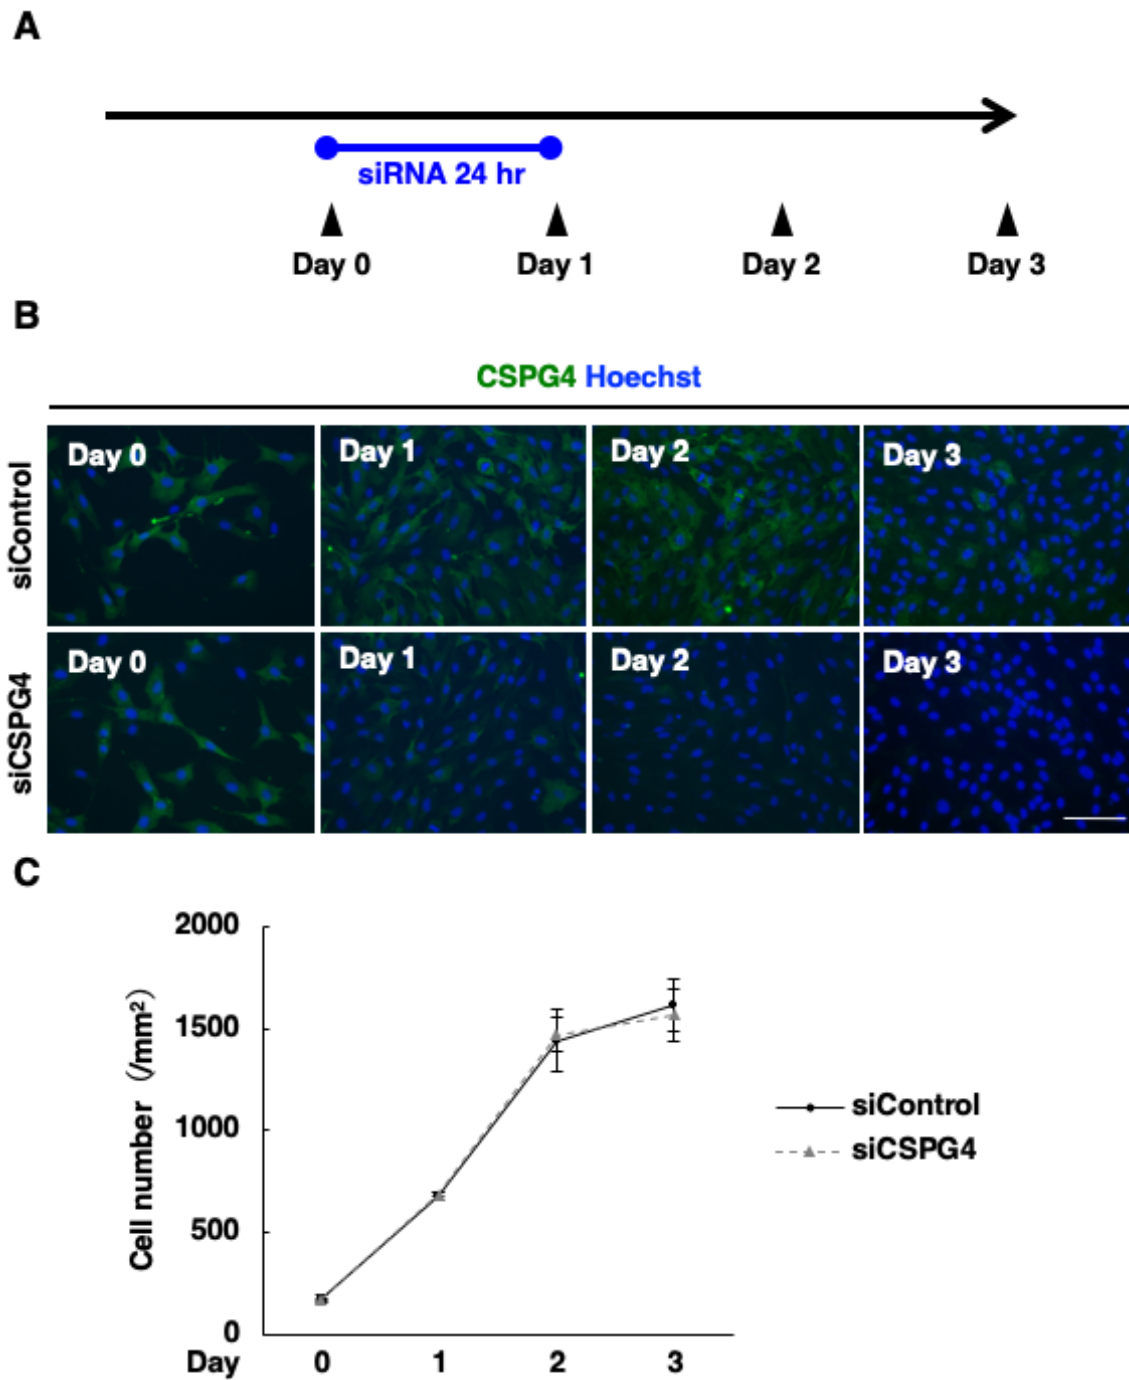 A
siRNA 24 hr
Day 0 Day 1 Day 2 Day 3
B
CSPG4 Hoechst
siControl
Day 0 Day 1 Day 2 Day 3
siCSPG4
Day 0 Day 1 Day 2 Day 3
C
Cell number (/mm²)
2000
1500
1000
500
0
Day 0 1 2 3
siControl
siCSPG4